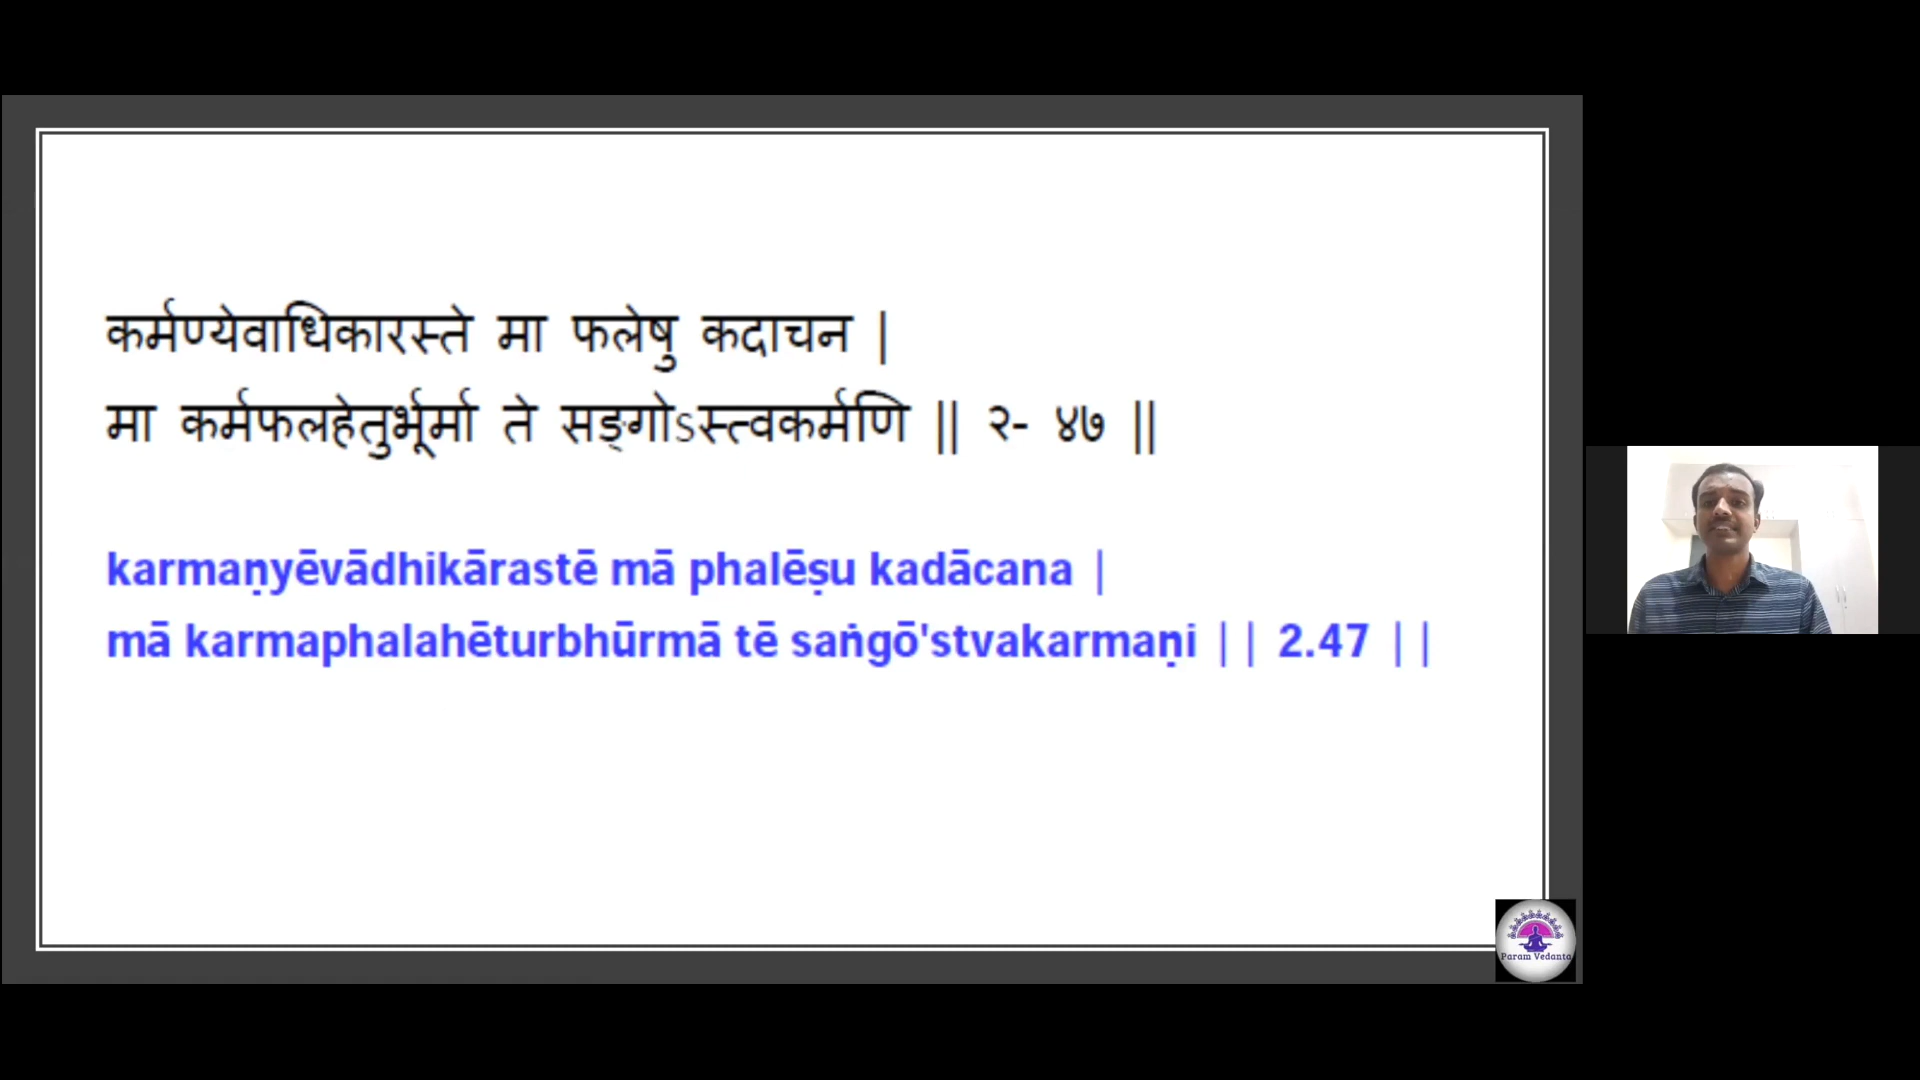 कर्मण्येवाधिकारस्ते मा फलेषु कदाचन |
मा कर्मफलहेतुर्भूर्मा ते सङ्गोऽस्त्वकर्मणि || २- ४७ ||
karmaṇyēvādhikārastē mā phalēṣu kadācana |
mā karmaphalahēturbhūrmā tē saṅgō'stvakarmaṇi || 2.47 ||
Param Vedanta